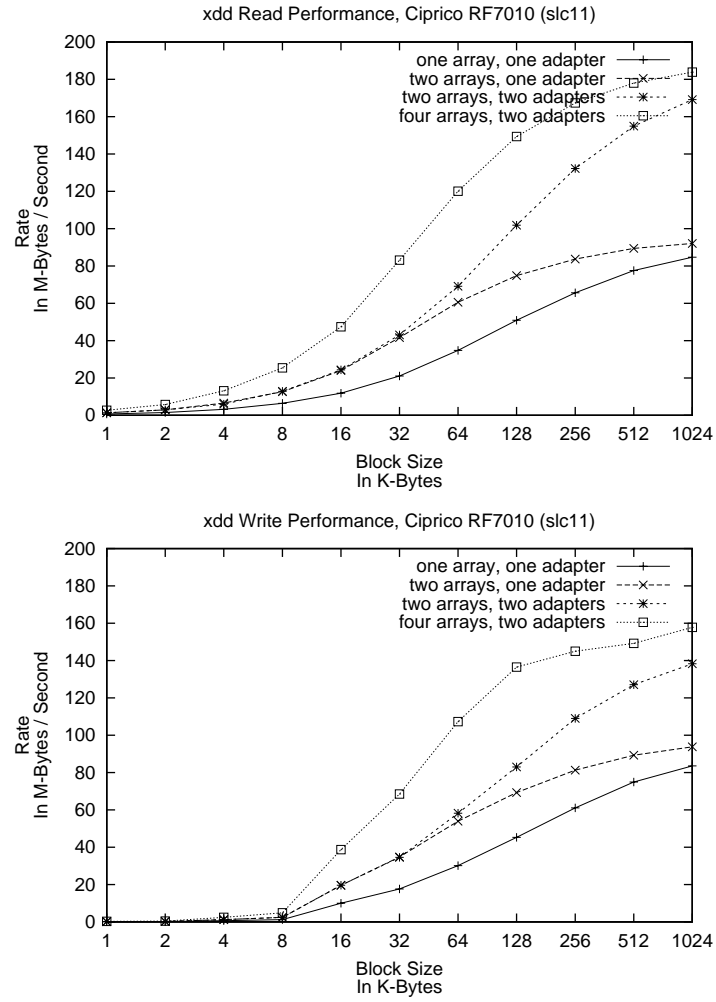 xdd Read Performance, Ciprico RF7010 (slc11)
200
180
160
140
120
100
80
60
40
20
0
Rate
In M-Bytes / Second
one array, one adapter
two arrays, one adapter
two arrays, two adapters
four arrays, two adapters
1 2 4 8 16 32 64 128 256 512 1024
Block Size
In K-Bytes
xdd Write Performance, Ciprico RF7010 (slc11)
200
180
160
140
120
100
80
60
40
20
0
Rate
In M-Bytes / Second
one array, one adapter
two arrays, one adapter
two arrays, two adapters
four arrays, two adapters
1 2 4 8 16 32 64 128 256 512 1024
Block Size
In K-Bytes